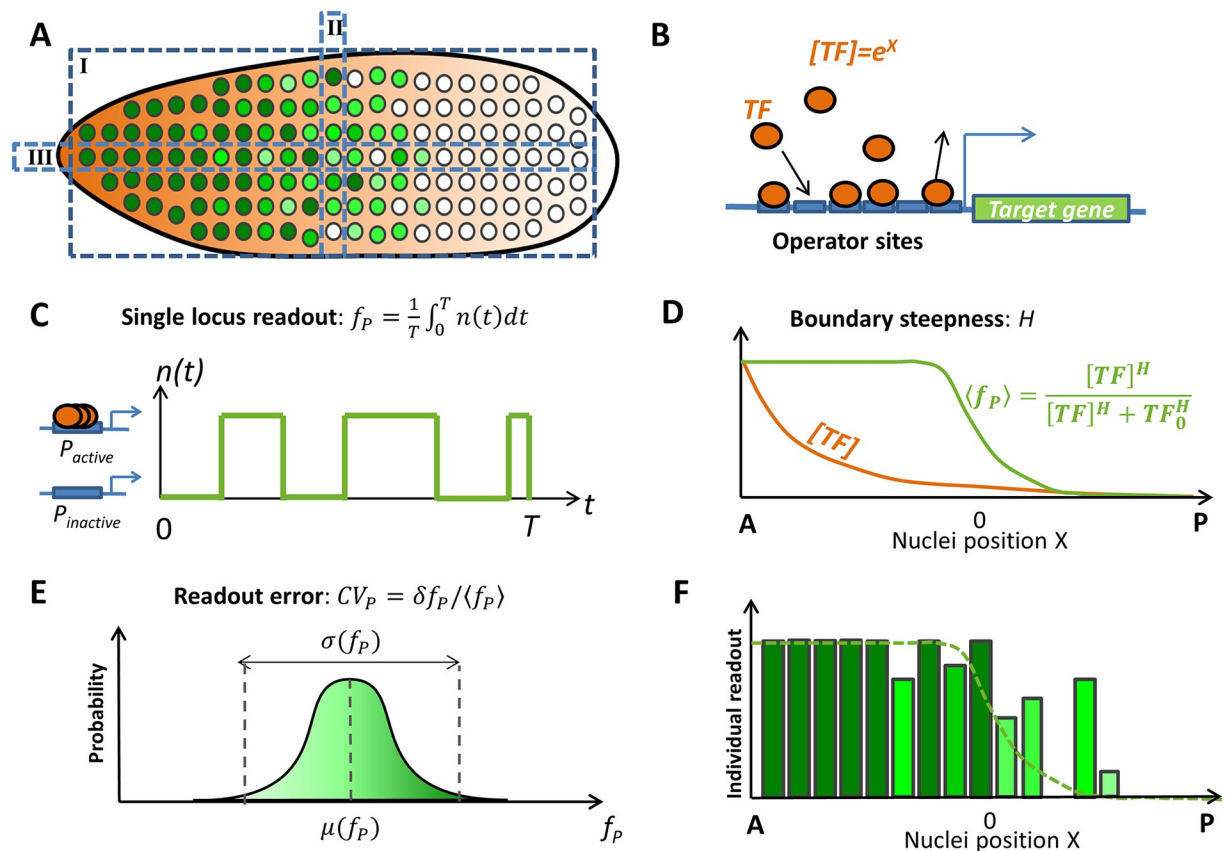 A
I
II
III
B
[TF]=e^X
TF
Target gene
Operator sites
C
Single locus readout: f_P = 1/T ∫_0^T n(t)dt
n(t)
P_active
P_inactive
0
T
t
D
Boundary steepness: H
⟨f_P⟩ = [TF]^H / ([TF]^H + TF_0^H)
[TF]
A
0
P
Nuclei position X
E
Readout error: CV_P = δf_P/⟨f_P⟩
Probability
σ(f_P)
μ(f_P)
f_P
F
Individual readout
A
0
P
Nuclei position X